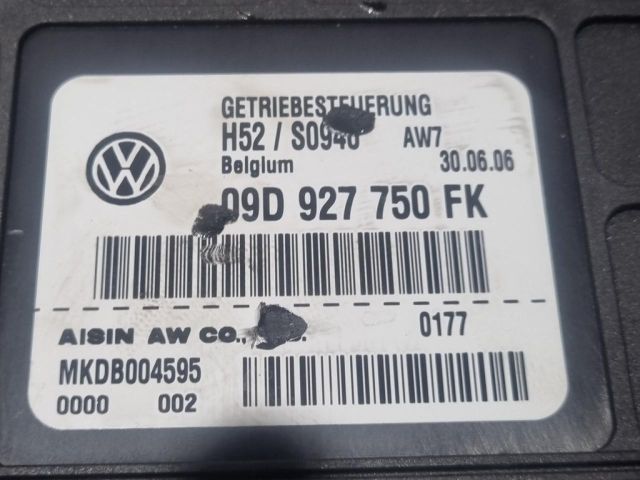 GETRIEBESTEUERUNG
H52 / S0940 AW7
Belgium 30.06.06
09D 927 750 FK
AISIN AW CO.,
0177
MKDB004595
0000 002